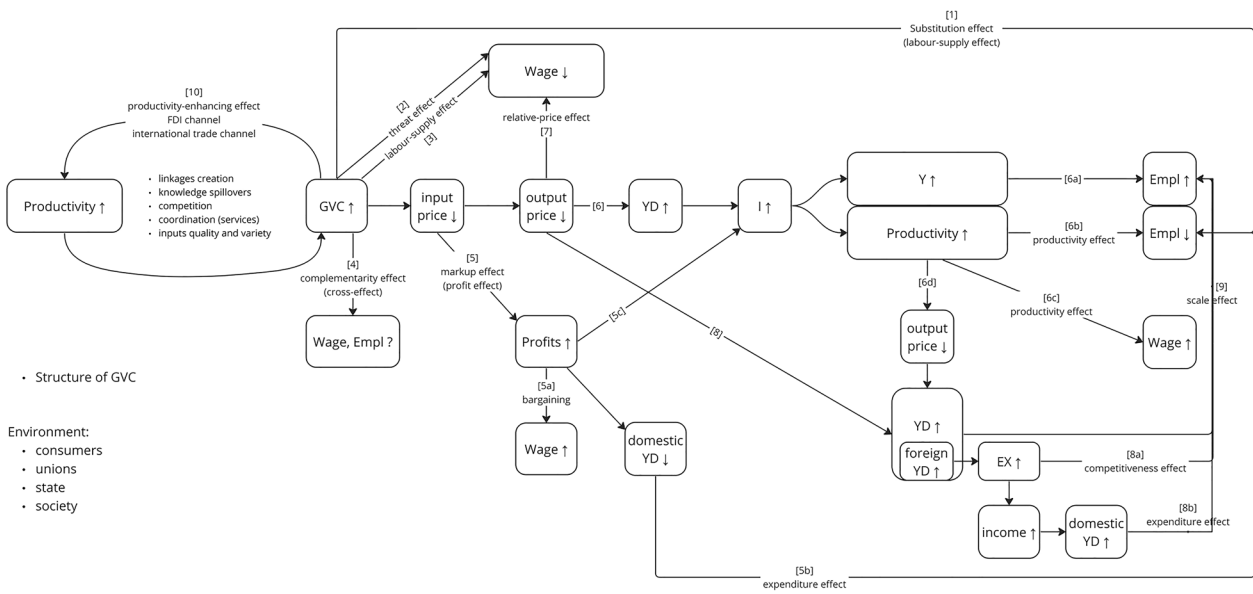 [1]
Substitution effect
(labour-supply effect)
Wage ↓
[10]
productivity-enhancing effect
FDI channel
international trade channel
[2]
threat effect
labour-supply effect
[3]
relative-price effect
[7]
• linkages creation
• knowledge spillovers
• competition
• coordination (services)
• inputs quality and variety
Productivity ↑
GVC ↑
input
price ↓
output
price ↓
[6]
YD ↑
I ↑
Y ↑
[6a]
Empl ↑
Productivity ↑
[6b]
productivity effect
Empl ↓
[4]
complementarity effect
(cross-effect)
Wage, Empl ?
[5]
markup effect
(profit effect)
Profits ↑
[5c]
[8]
[6d]
[6c]
productivity effect
[9]
scale effect
output
price ↓
Wage ↑
[5a]
bargaining
Wage ↑
domestic
YD ↓
YD ↑
foreign
YD ↑
EX ↑
[8a]
competitiveness effect
income ↑
domestic
YD ↑
[8b]
expenditure effect
[5b]
expenditure effect
• Structure of GVC
Environment:
• consumers
• unions
• state
• society